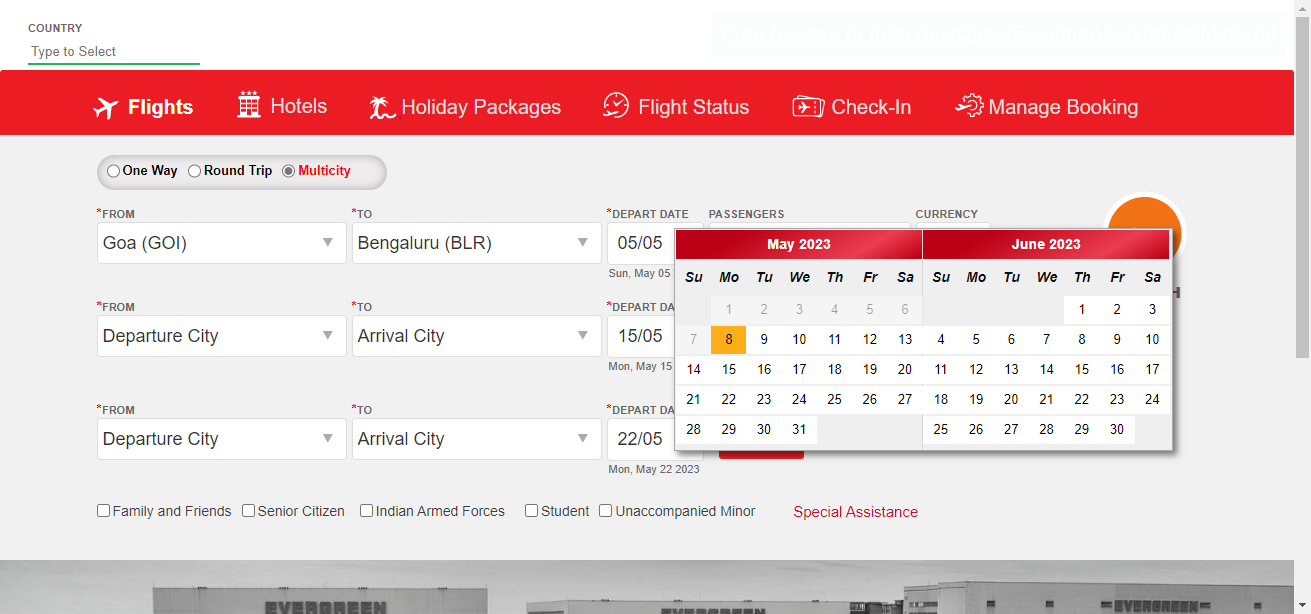 COUNTRY
Type to Select
Flights Hotels Holiday Packages Flight Status Check-In Manage Booking
One Way Round Trip Multicity
*FROM *TO *DEPART DATE PASSENGERS CURRENCY
Goa (GOI) Bengaluru (BLR) 05/05
Sun, May 05
May 2023 June 2023
Su Mo Tu We Th Fr Sa Su Mo Tu We Th Fr Sa
1 2 3 4 5 6 1 2 3
7 8 9 10 11 12 13 4 5 6 7 8 9 10
14 15 16 17 18 19 20 11 12 13 14 15 16 17
21 22 23 24 25 26 27 18 19 20 21 22 23 24
28 29 30 31 25 26 27 28 29 30
H
*FROM *TO *DEPART DA
Departure City Arrival City 15/05
Mon, May 15
*FROM *TO *DEPART DA
Departure City Arrival City 22/05
Mon, May 22 2023
Family and Friends Senior Citizen Indian Armed Forces Student Unaccompanied Minor Special Assistance
EVERGREEN EVERGREEN EVERGREEN